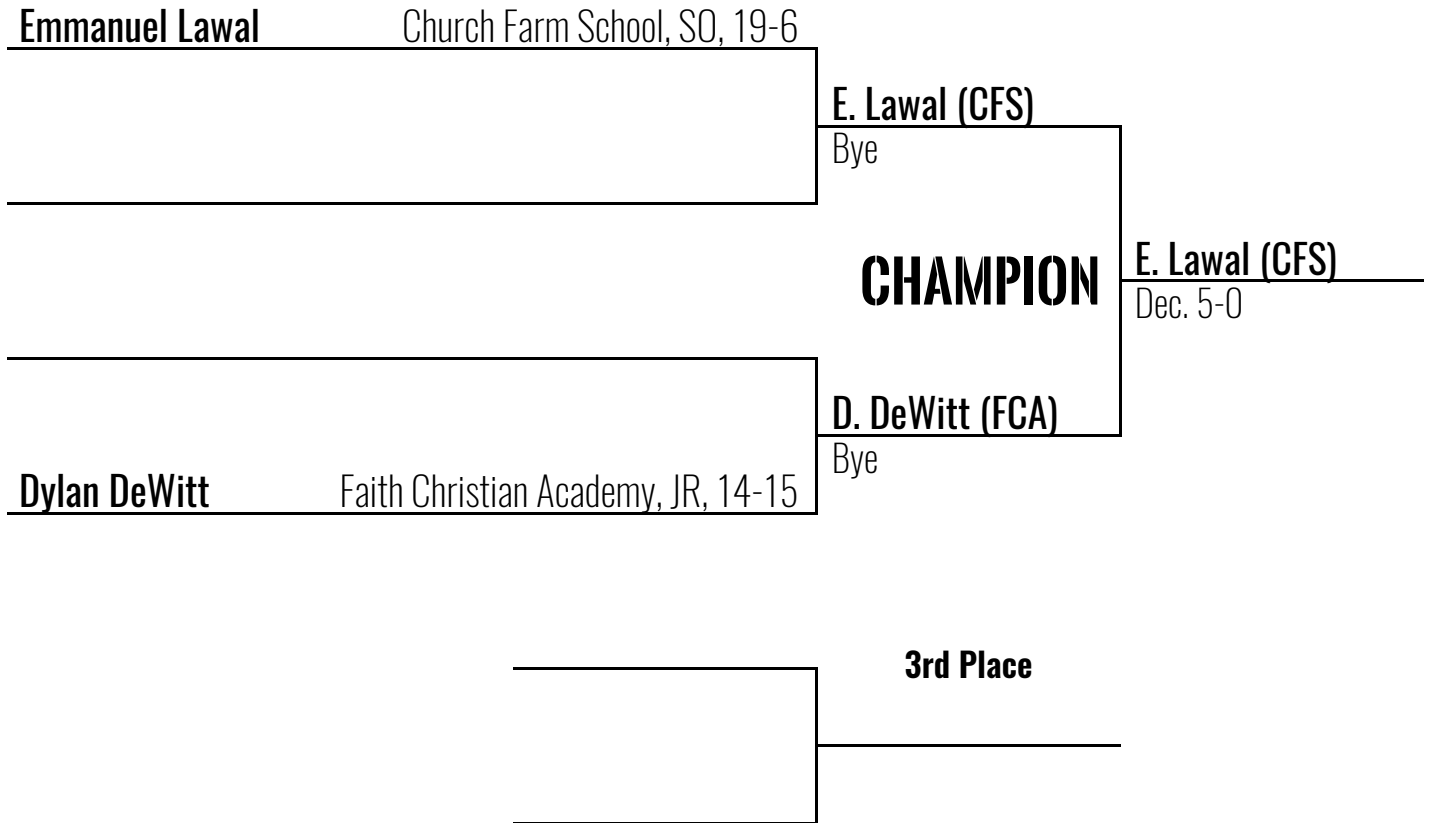 Emmanuel Lawal Church Farm School, SO, 19-6
E. Lawal (CFS)
Bye
CHAMPION
E. Lawal (CFS)
Dec. 5-0
D. DeWitt (FCA)
Bye
Dylan DeWitt Faith Christian Academy, JR, 14-15
3rd Place